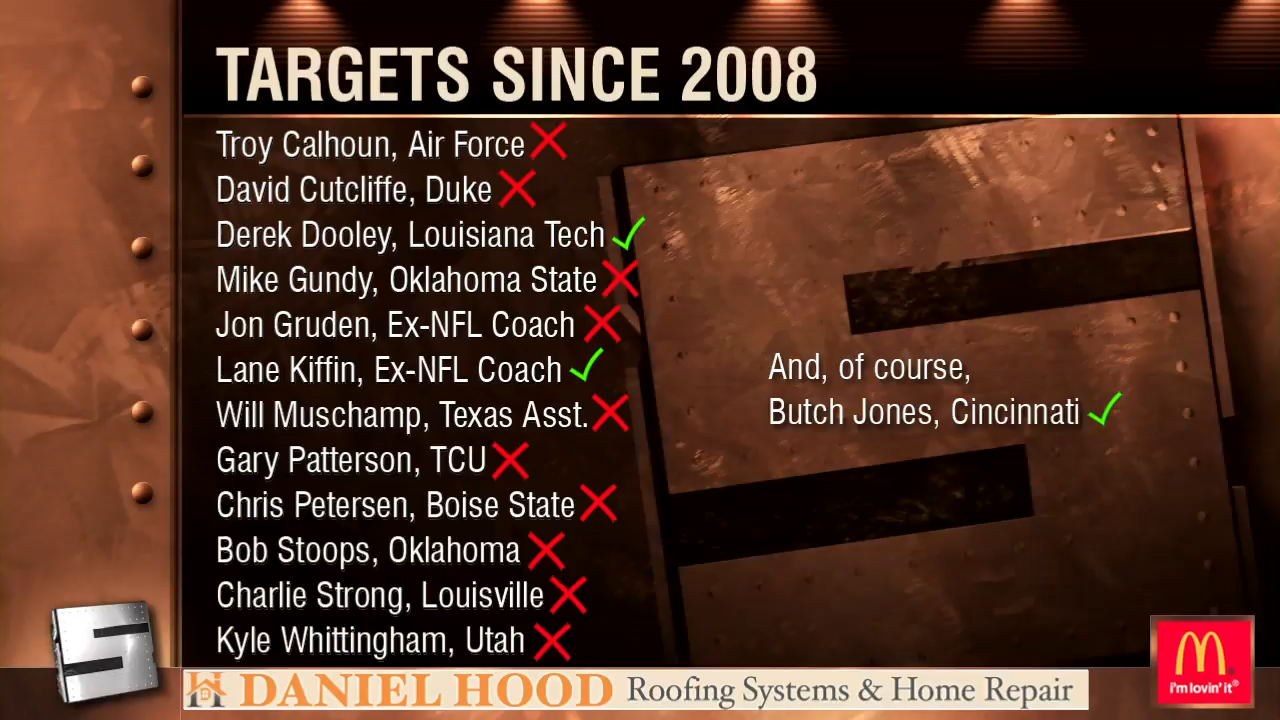 TARGETS SINCE 2008
Troy Calhoun, Air Force
David Cutcliffe, Duke
Derek Dooley, Louisiana Tech
Mike Gundy, Oklahoma State
Jon Gruden, Ex-NFL Coach
Lane Kiffin, Ex-NFL Coach
Will Muschamp, Texas Asst.
Gary Patterson, TCU
Chris Petersen, Boise State
Bob Stoops, Oklahoma
Charlie Strong, Louisville
Kyle Whittingham, Utah
And, of course,
Butch Jones, Cincinnati
S
DANIEL HOOD Roofing Systems & Home Repair
M
i'm lovin' it®